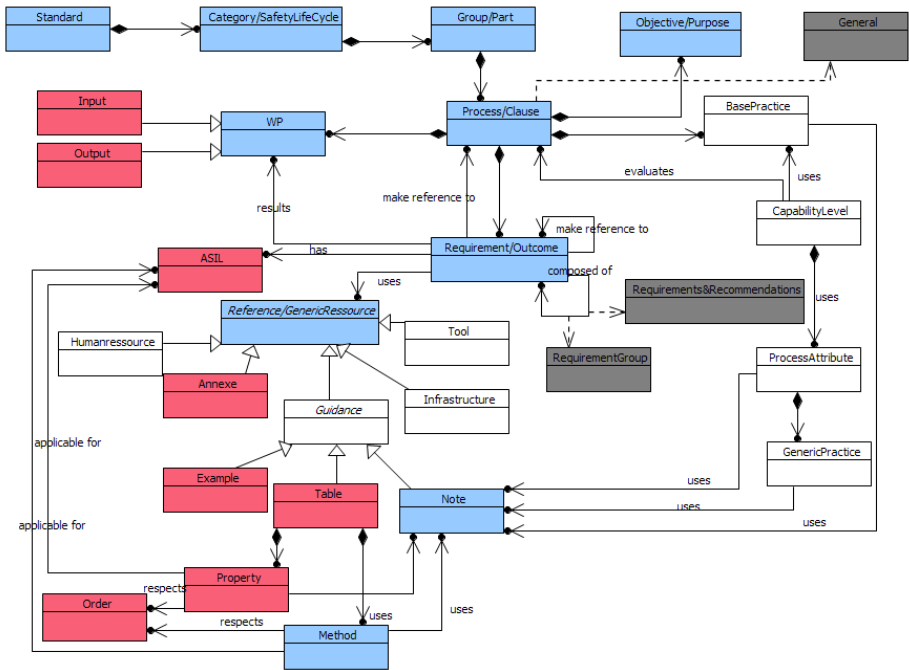 Standard
Category/SafetyLifeCycle
Group/Part
Objective/Purpose
General
Input
WP
Process/Clause
BasePractice
Output
evaluates
uses
make reference to
results
CapabilityLevel
make reference to
ASIL
has
Requirement/Outcome
composed of
uses
Requirements&Recommendations
uses
Reference/GenericRessource
Humanressource
Tool
RequirementGroup
ProcessAttribute
Annexe
Infrastructure
Guidance
applicable for
GenericPractice
Example
Table
Note
uses
uses
uses
applicable for
Property
respects
Order
uses
uses
respects
Method